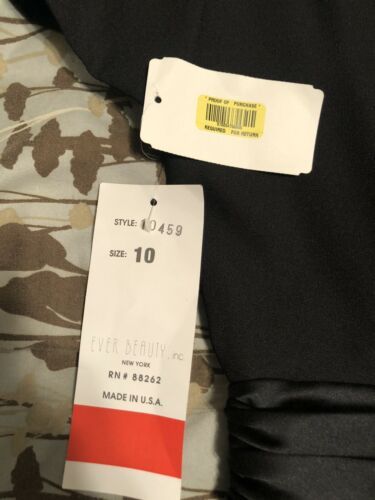 PROOF OF PURCHASE
REQUIRED FOR RETURN
STYLE: 10459
SIZE: 10
EVER BEAUTY, inc.
NEW YORK
RN # 88262
MADE IN U.S.A.